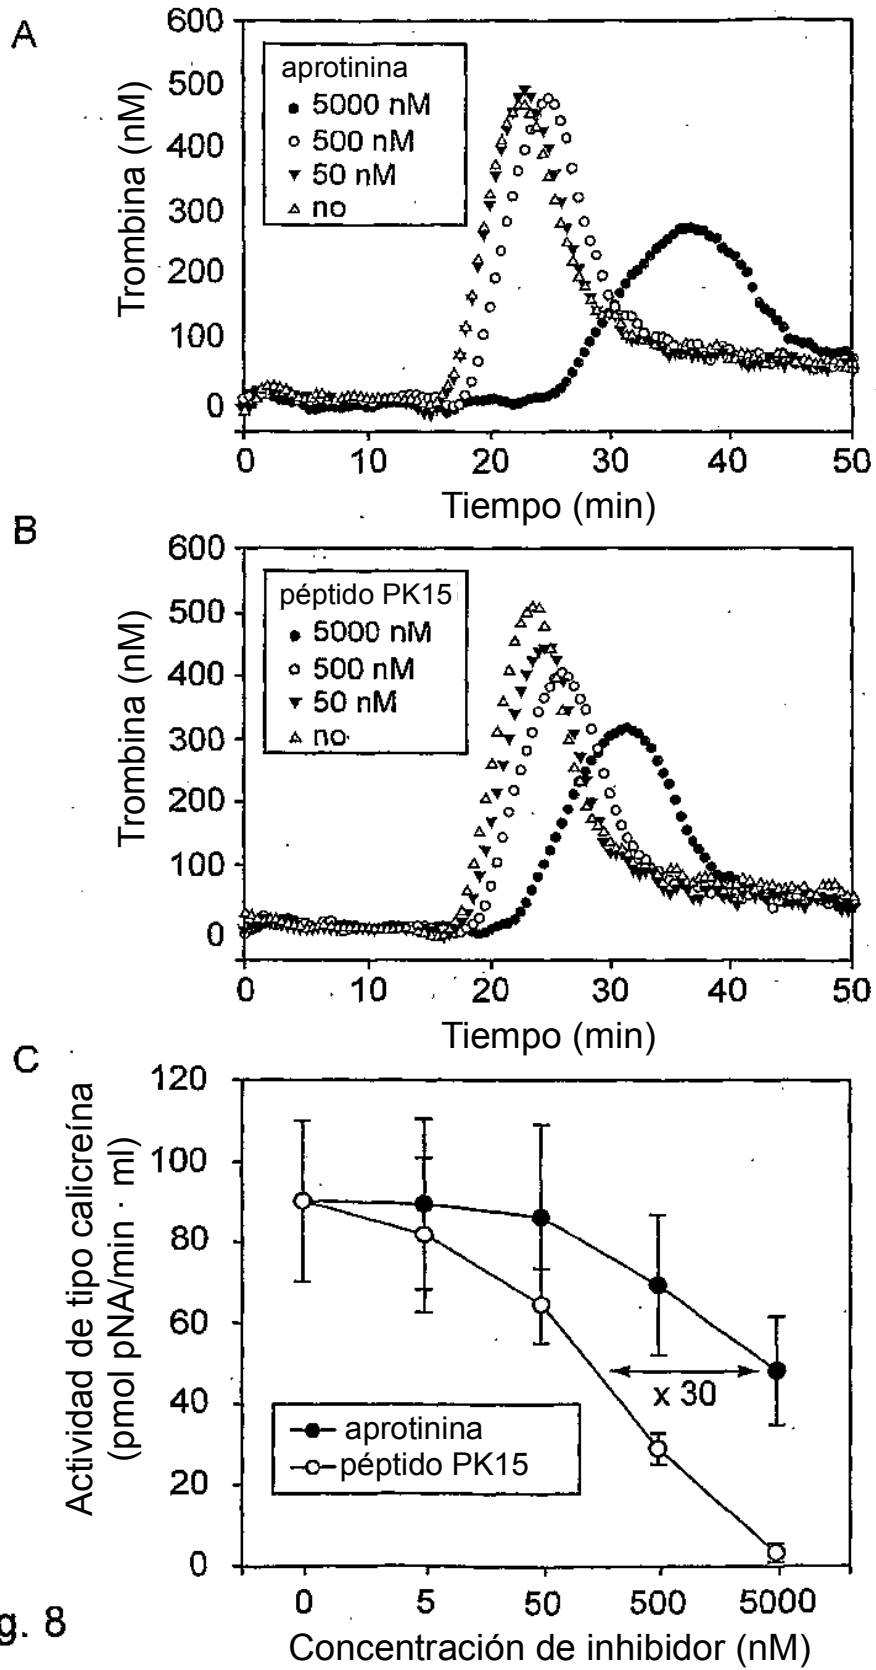 A
Trombina (nM)
600
500
400
300
200
100
0
aprotinina
5000 nM
500 nM
50 nM
no
0 10 20 30 40 50
Tiempo (min)
B
Trombina (nM)
600
500
400
300
200
100
0
péptido PK15
5000 nM
500 nM
50 nM
no
0 10 20 30 40 50
Tiempo (min)
C
Actividad de tipo calicreína
(pmol pNA/min · ml)
120
100
80
60
40
20
0
x 30
aprotinina
péptido PK15
0 5 50 500 5000
Concentración de inhibidor (nM)
g. 8